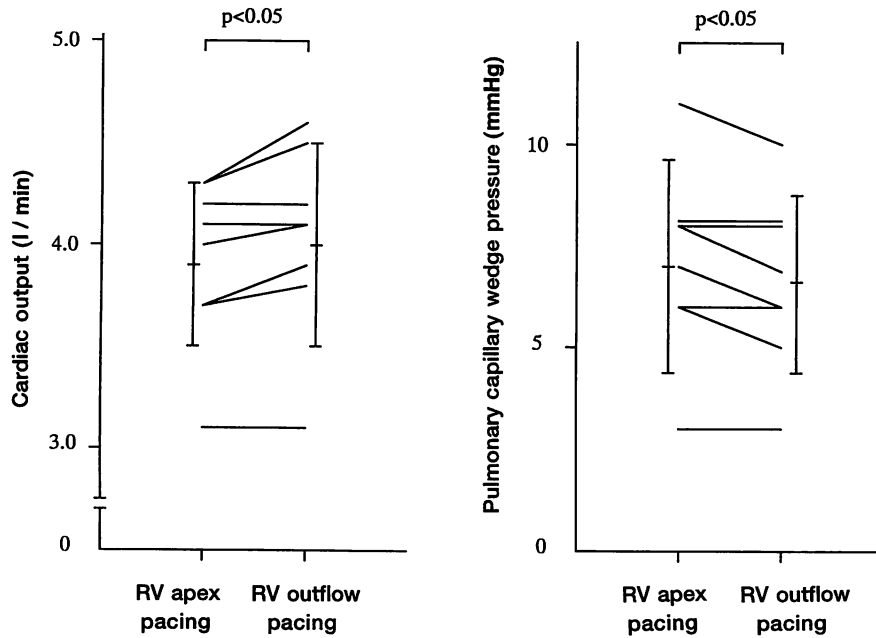 p<0.05
5.0
4.0
3.0
0
Cardiac output (l / min)
RV apex
pacing
RV outflow
pacing
p<0.05
10
5
0
Pulmonary capillary wedge pressure (mmHg)
RV apex
pacing
RV outflow
pacing